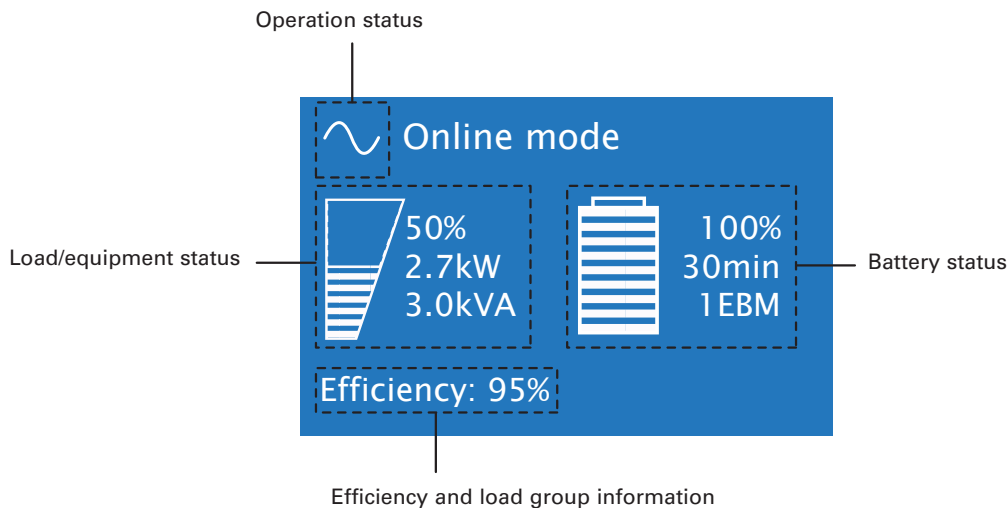 Operation status
Online mode
Load/equipment status
50%
2.7kW
3.0kVA
100%
30min
1EBM
Battery status
Efficiency: 95%
Efficiency and load group information